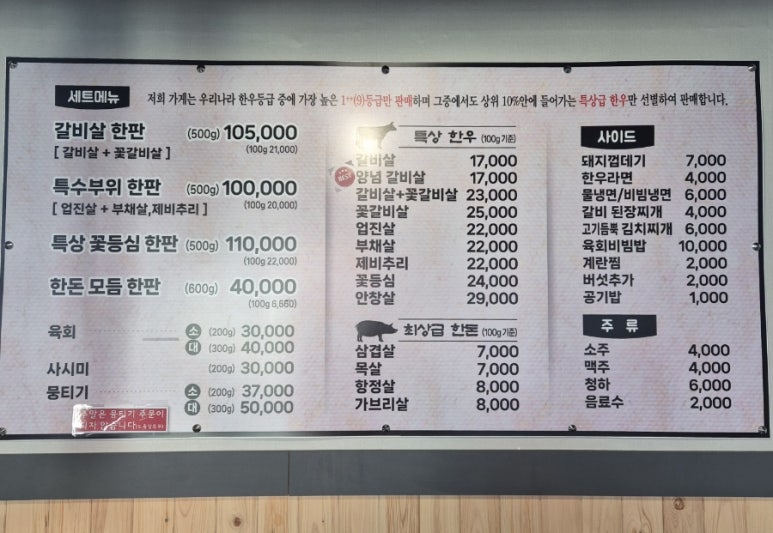 세트메뉴
저희 가게는 우리나라 한우등급 중에 가장 높은 1++(9)등급만 판매하며 그중에서도 상위 10%안에 들어가는 특상급 한우만 선별하여 판매합니다.
갈비살 한판 (500g) 105,000
[ 갈비살 + 꽃갈비살 ] (100g 21,000)
특수부위 한판 (500g) 100,000
[ 업진살 + 부채살,제비추리 ] (100g 20,000)
특상 꽃등심 한판 (500g) 110,000
(100g 22,000)
한돈 모듬 한판 (600g) 40,000
(100g 6,660)
육회 소 (200g) 30,000
대 (300g) 40,000
사시미 (200g) 30,000
뭉티기 소 (200g) 37,000
대 (300g) 50,000
특상 한우 (100g 기준)
갈비살 17,000
BEST
양념 갈비살 17,000
갈비살+꽃갈비살 23,000
꽃갈비살 25,000
업진살 22,000
부채살 22,000
제비추리 22,000
꽃등심 24,000
안창살 29,000
최상급 한돈 (100g 기준)
삼겹살 7,000
목살 7,000
항정살 8,000
가브리살 8,000
사이드
돼지껍데기 7,000
한우라면 4,000
물냉면/비빔냉면 6,000
갈비 된장찌개 4,000
고기듬뿍 김치찌개 6,000
육회비빔밥 10,000
계란찜 2,000
버섯추가 2,000
공기밥 1,000
주 류
소주 4,000
맥주 4,000
청하 6,000
음료수 2,000